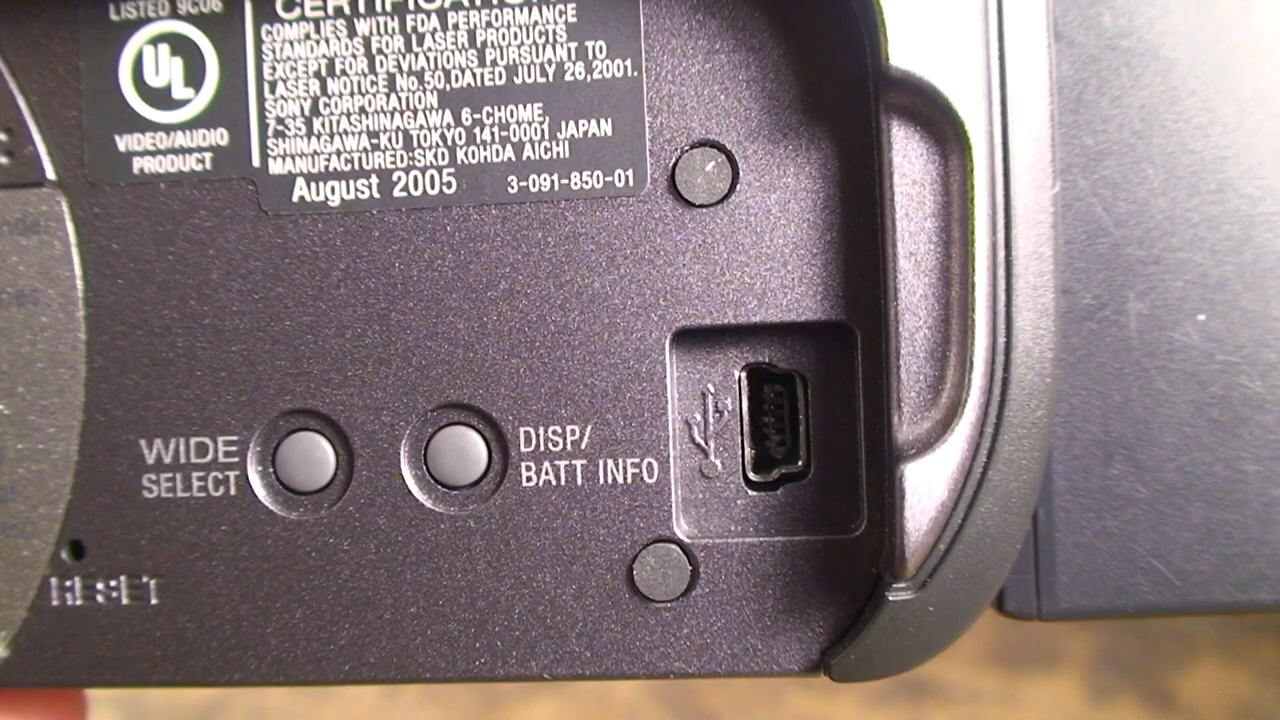 LISTED 9C06
UL
VIDEO/AUDIO
PRODUCT
CERTIFICATION
COMPLIES WITH FDA PERFORMANCE
STANDARDS FOR LASER PRODUCTS
EXCEPT FOR DEVIATIONS PURSUANT TO
LASER NOTICE No.50,DATED JULY 26,2001.
SONY CORPORATION
7-35 KITASHINAGAWA 6-CHOME,
SHINAGAWA-KU TOKYO 141-0001 JAPAN
MANUFACTURED:SKD KOHDA AICHI
August 2005 3-091-850-01
WIDE
SELECT
DISP/
BATT INFO
RESET